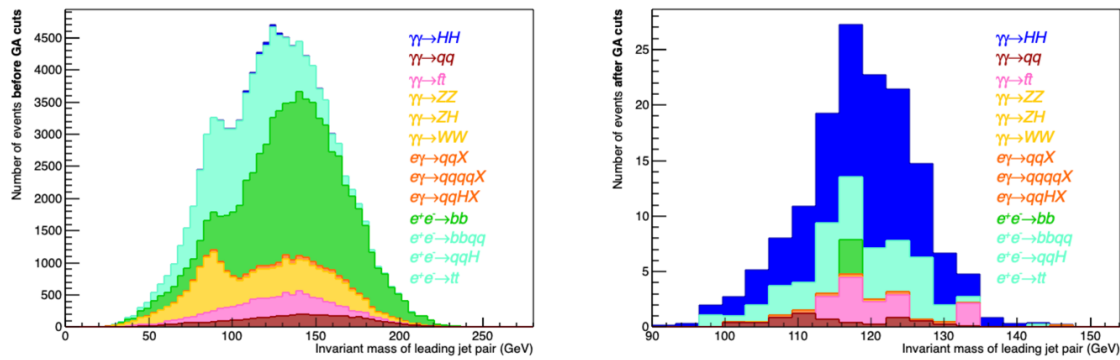 Number of events before GA cuts
4500
4000
3500
3000
2500
2000
1500
1000
500
0
0
50
100
150
200
250
Invariant mass of leading jet pair (GeV)
γγ→HH
γγ→qq
γγ→tt
γγ→ZZ
γγ→ZH
γγ→WW
eγ→qqX
eγ→qqqqX
eγ→qqHX
e⁺e⁻→bb
e⁺e⁻→bbqq
e⁺e⁻→qqH
e⁺e⁻→tt
Number of events after GA cuts
25
20
15
10
5
0
90
100
110
120
130
140
150
Invariant mass of leading jet pair (GeV)
γγ→HH
γγ→qq
γγ→tt
γγ→ZZ
γγ→ZH
γγ→WW
eγ→qqX
eγ→qqqqX
eγ→qqHX
e⁺e⁻→bb
e⁺e⁻→bbqq
e⁺e⁻→qqH
e⁺e⁻→tt